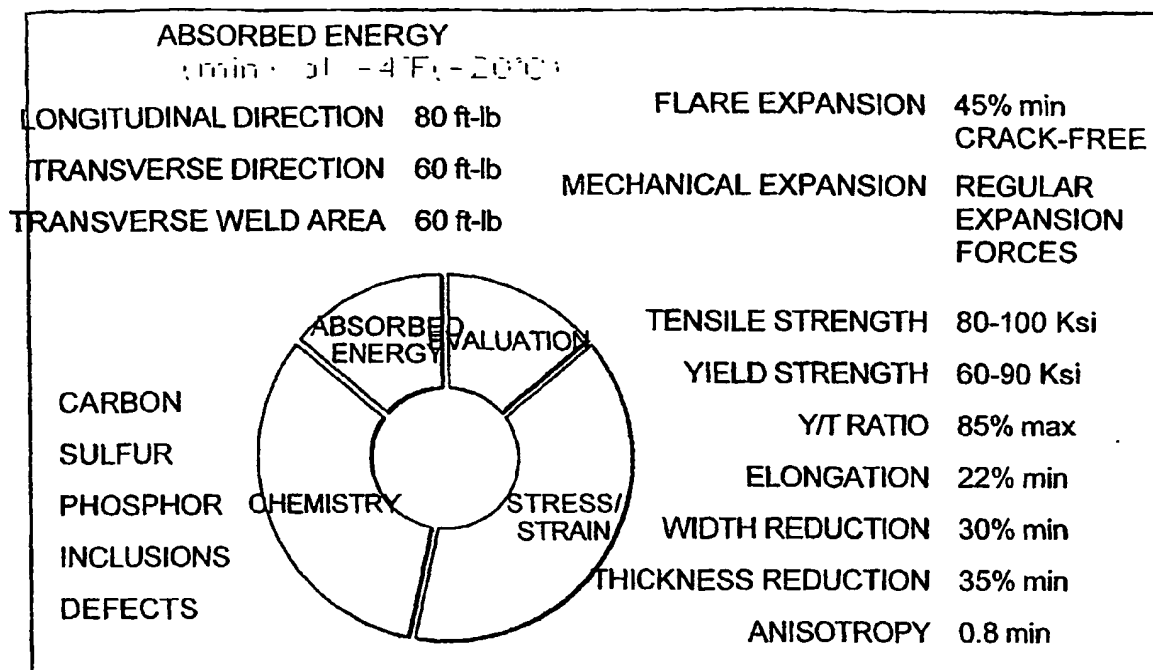 ABSORBED ENERGY
LONGITUDINAL DIRECTION 80 ft-lb
TRANSVERSE DIRECTION 60 ft-lb
TRANSVERSE WELD AREA 60 ft-lb
FLARE EXPANSION 45% min
CRACK-FREE
MECHANICAL EXPANSION REGULAR
EXPANSION
FORCES
ABSORBED
ENERGY
EVALUATION
CHEMISTRY
STRESS/
STRAIN
CARBON
SULFUR
PHOSPHOR
INCLUSIONS
DEFECTS
TENSILE STRENGTH 80-100 Ksi
YIELD STRENGTH 60-90 Ksi
Y/T RATIO 85% max
ELONGATION 22% min
WIDTH REDUCTION 30% min
THICKNESS REDUCTION 35% min
ANISOTROPY 0.8 min